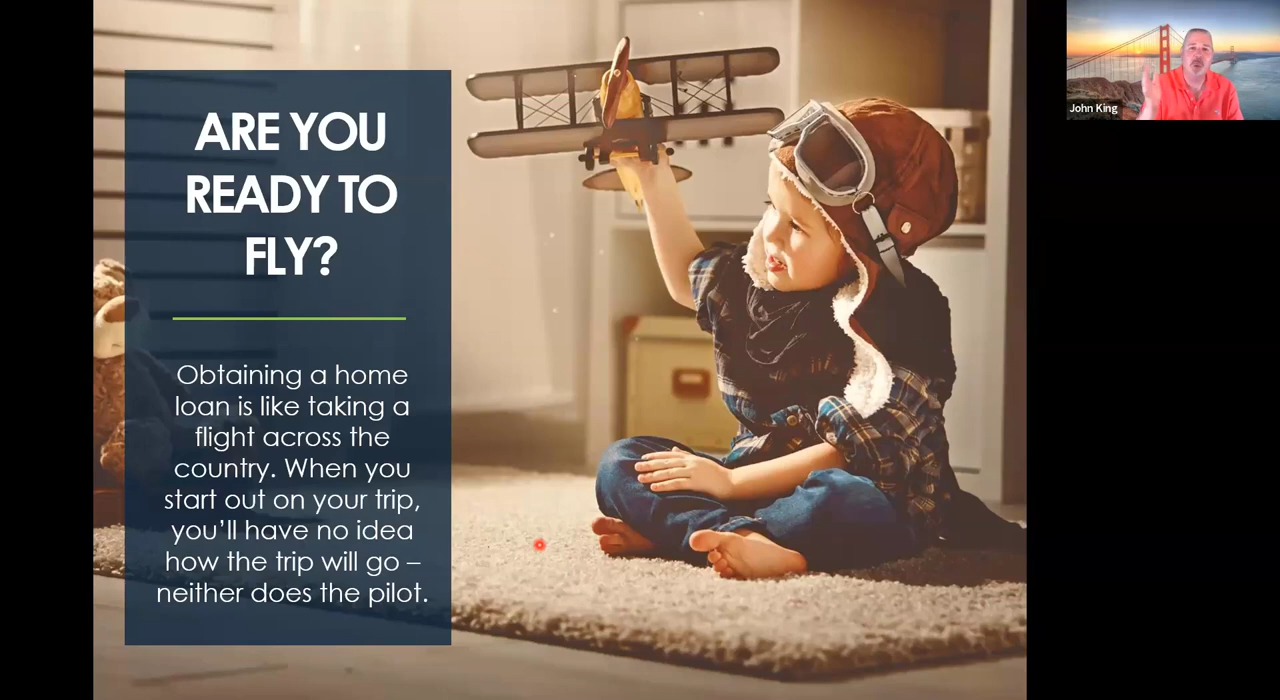 ARE YOU
READY TO
FLY?
Obtaining a home
loan is like taking a
flight across the
country. When you
start out on your trip,
you’ll have no idea
how the trip will go –
neither does the pilot.
John King